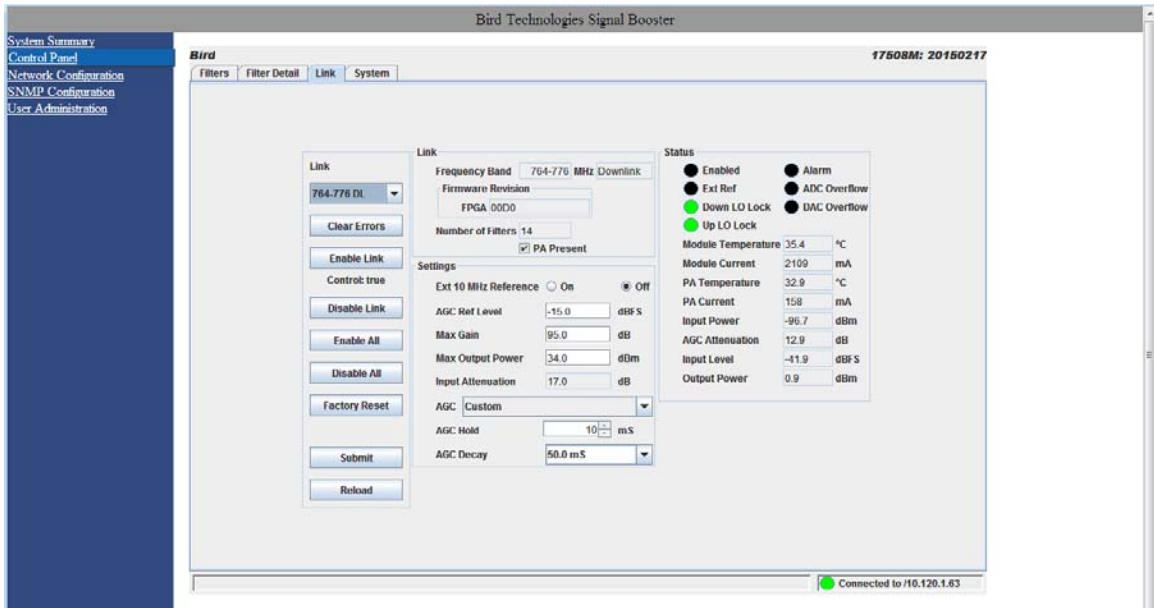 Bird Technologies Signal Booster
System Summary
Control Panel
Network Configuration
SNMP Configuration
User Administration
Bird 17508M: 20150217
Filters Filter Detail Link System
Link
764-776 DL
Clear Errors
Enable Link
Control: true
Disable Link
Enable All
Disable All
Factory Reset
Submit
Reload
Link
Frequency Band 764-776 MHz Downlink
Firmware Revision
FPGA 00D0
Number of Filters 14
PA Present
Settings
Ext 10 MHz Reference On Off
AGC Ref Level -15.0 dBFS
Max Gain 95.0 dB
Max Output Power 34.0 dBm
Input Attenuation 17.0 dB
AGC Custom
AGC Hold 10 mS
AGC Decay 50.0 mS
Status
Enabled Alarm
Ext Ref ADC Overflow
Down LO Lock DAC Overflow
Up LO Lock
Module Temperature 35.4 °C
Module Current 2109 mA
PA Temperature 32.9 °C
PA Current 158 mA
Input Power -96.7 dBm
AGC Attenuation 12.9 dB
Input Level -41.9 dBFS
Output Power 0.9 dBm
Connected to /10.120.1.63